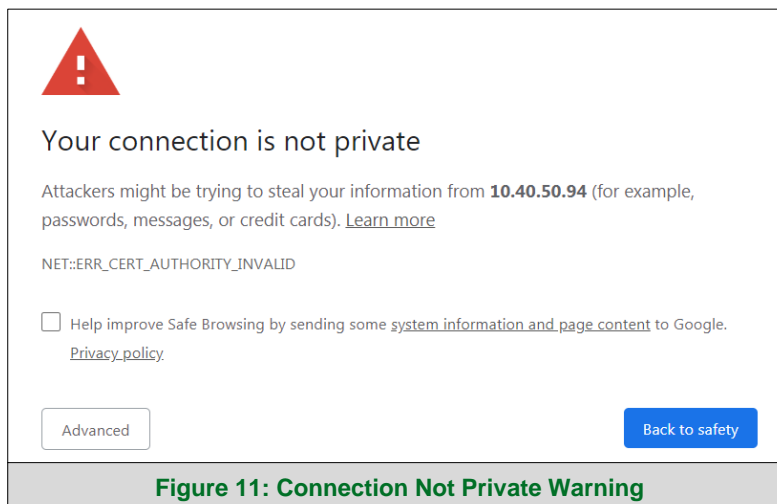 Your connection is not private
Attackers might be trying to steal your information from 10.40.50.94 (for example,
passwords, messages, or credit cards). Learn more
NET::ERR_CERT_AUTHORITY_INVALID
Help improve Safe Browsing by sending some system information and page content to Google.
Privacy policy
Advanced
Back to safety
Figure 11: Connection Not Private Warning